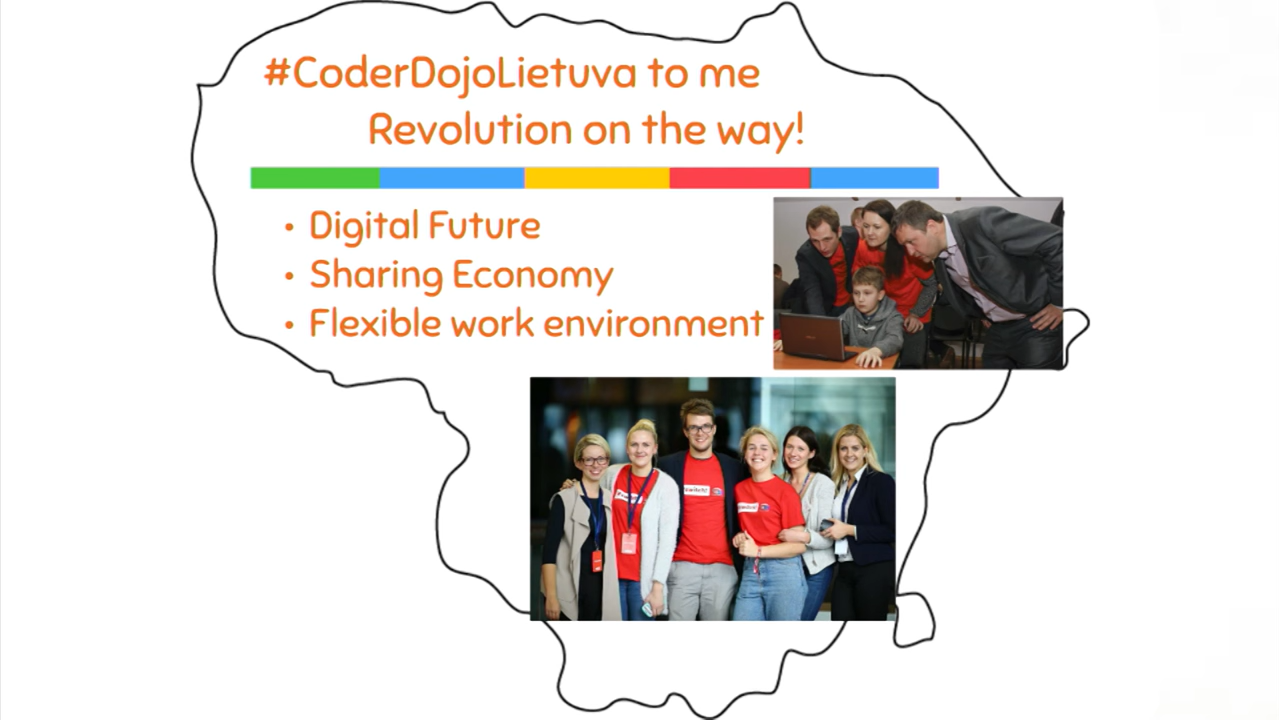 #CoderDojoLietuva to me
Revolution on the way!
• Digital Future
• Sharing Economy
• Flexible work environment